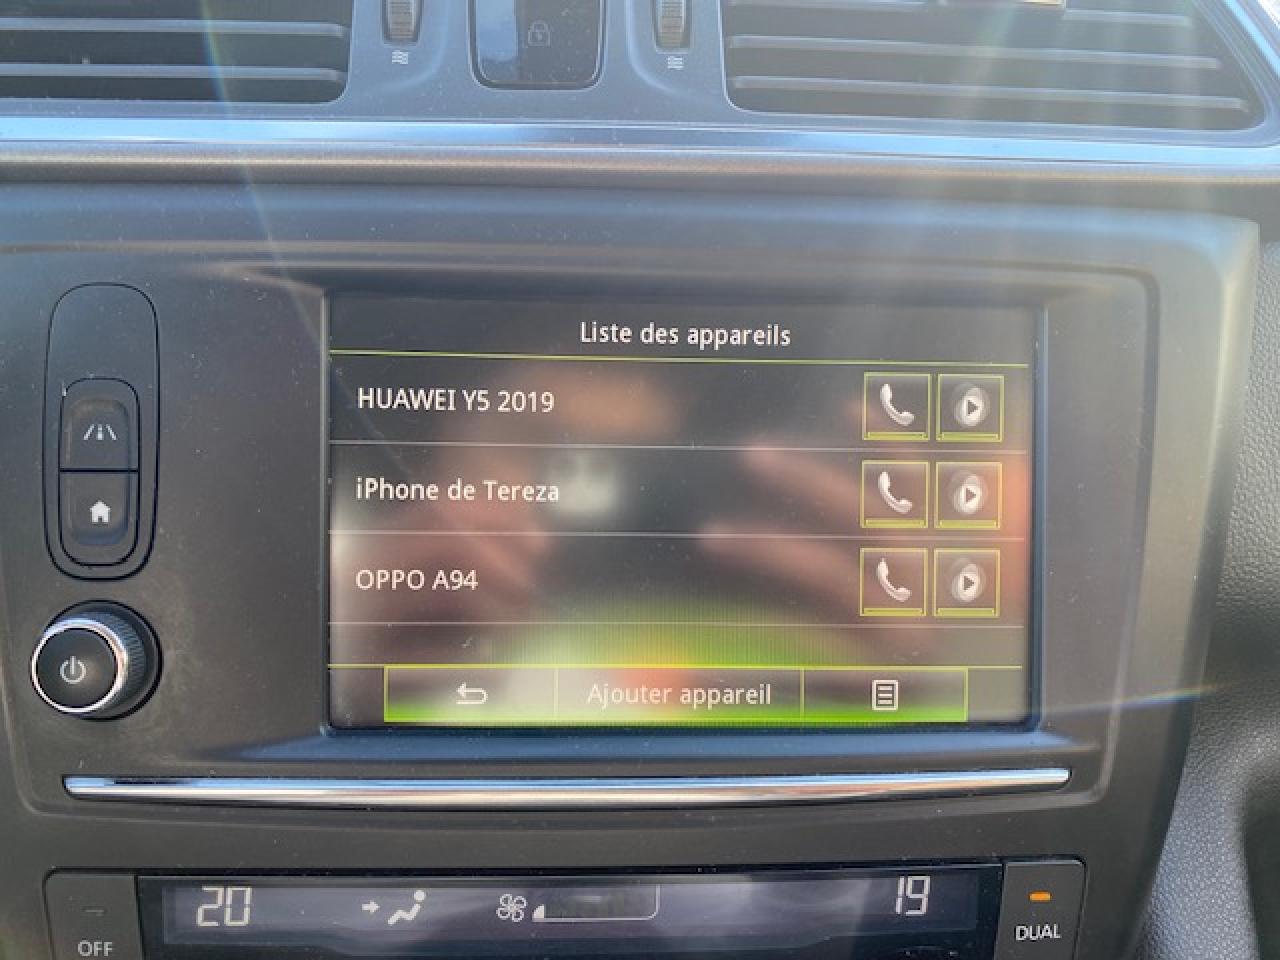 Liste des appareils
HUAWEI Y5 2019
iPhone de Tereza
OPPO A94
Ajouter appareil
20
19
OFF
DUAL